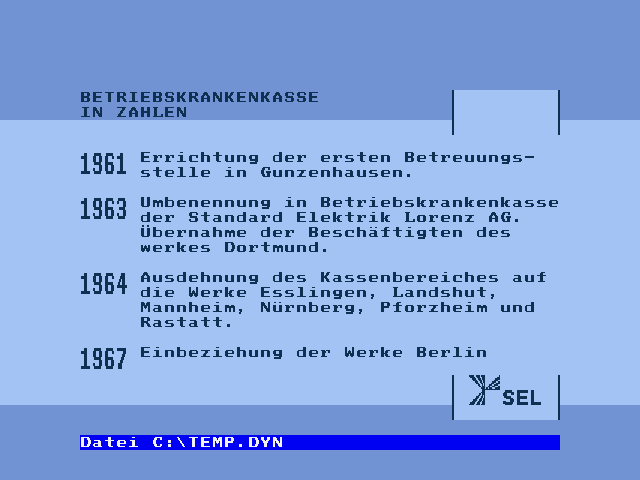 BETRIEBSKRANKENKASSE
IN ZAHLEN
1961 Errichtung der ersten Betreuungs-
stelle in Gunzenhausen.
1963 Umbenennung in Betriebskrankenkasse
der Standard Elektrik Lorenz AG.
Übernahme der Beschäftigten des
werkes Dortmund.
1964 Ausdehnung des Kassenbereiches auf
die Werke Esslingen, Landshut,
Mannheim, Nürnberg, Pforzheim und
Rastatt.
1967 Einbeziehung der Werke Berlin
SEL
Datei C:\TEMP.DYN